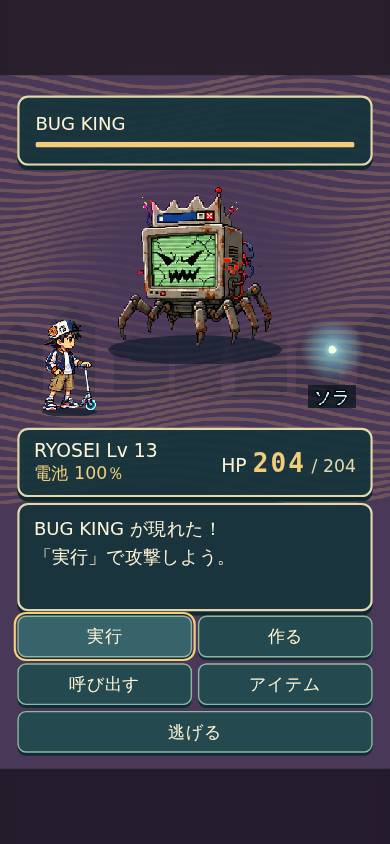 BUG KING
ソラ
RYOSEI Lv 13
電池 100％
HP 204 / 204
BUG KING が現れた！
「実行」で攻撃しよう。
実行
作る
呼び出す
アイテム
逃げる